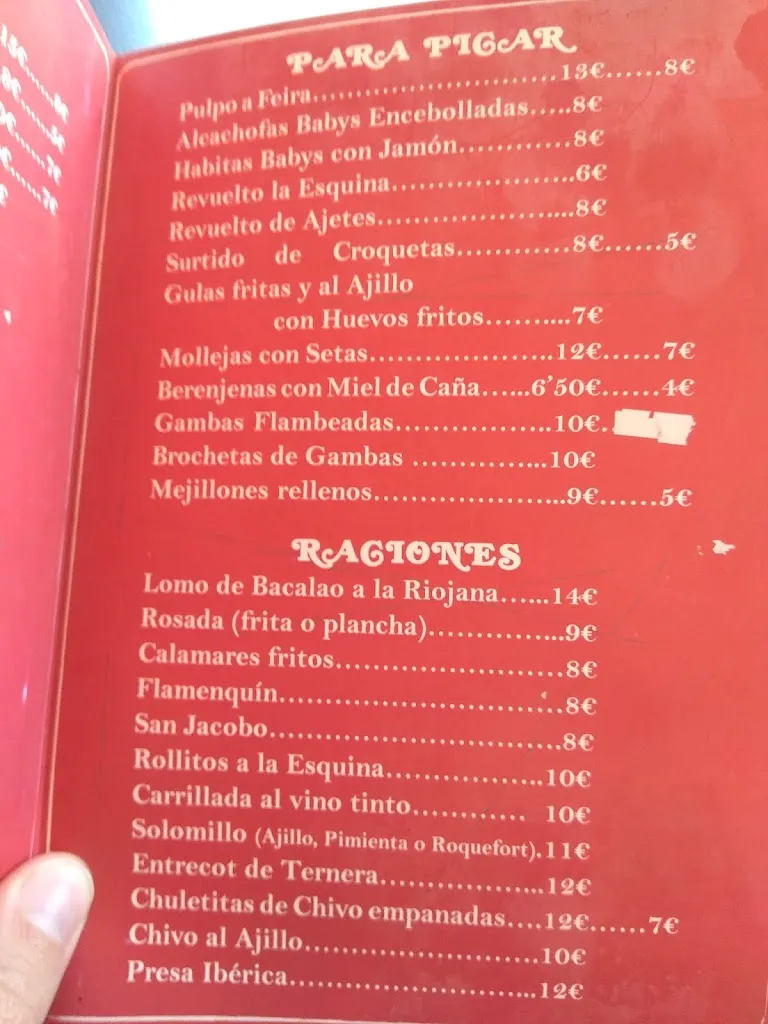 PARA PICAR
Pulpo a Feira..............................13€......8€
Alcachofas Babys Encebolladas.....8€
Habitas Babys con Jamón............8€
Revuelto la Esquina....................6€
Revuelto de Ajetes......................8€
Surtido de Croquetas..............8€......5€
Gulas fritas y al Ajillo
con Huevos fritos..........7€
Mollejas con Setas......................12€......7€
Berenjenas con Miel de Caña......6'50€......4€
Gambas Flambeadas..................10€.
Brochetas de Gambas ..............10€
Mejillones rellenos......................9€......5€
RACIONES
Lomo de Bacalao a la Riojana......14€
Rosada (frita o plancha)...............9€
Calamares fritos..........................8€
Flamenquín................................8€
San Jacobo.................................8€
Rollitos a la Esquina..................10€
Carrillada al vino tinto............ 10€
Solomillo (Ajillo, Pimienta o Roquefort).11€
Entrecot de Ternera..................12€
Chuletitas de Chivo empanadas....12€......7€
Chivo al Ajillo...........................10€
Presa Ibérica.............................12€